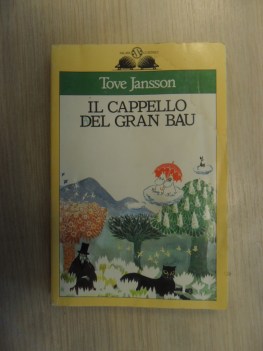 Tove Jansson
IL CAPPELLO
DEL GRAN BAU